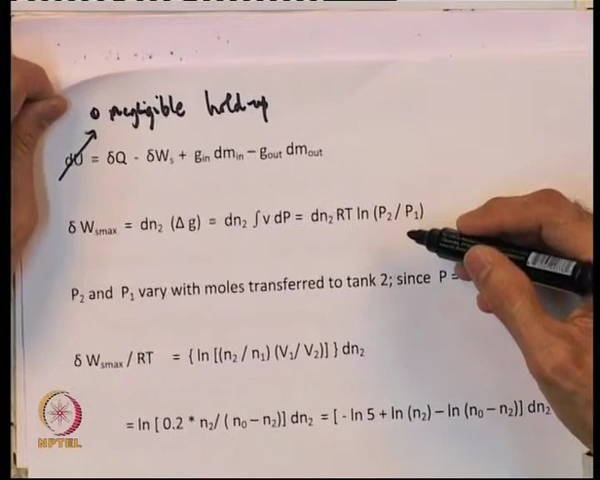 0 negligible hold-up
dU = δQ - δWs + gin dmin – gout dmout
δ Wsmax = dn2 (Δ g) = dn2 ∫v dP = dn2 RT ln (P2 / P1)
P2 and P1 vary with moles transferred to tank 2; since P =
δ Wsmax / RT = { ln [(n2 / n1) (V1/ V2)] } dn2
= ln [ 0.2 * n2/ ( n0 – n2)] dn2 = [ - ln 5 + ln (n2) – ln (n0 – n2)] dn2
NPTEL